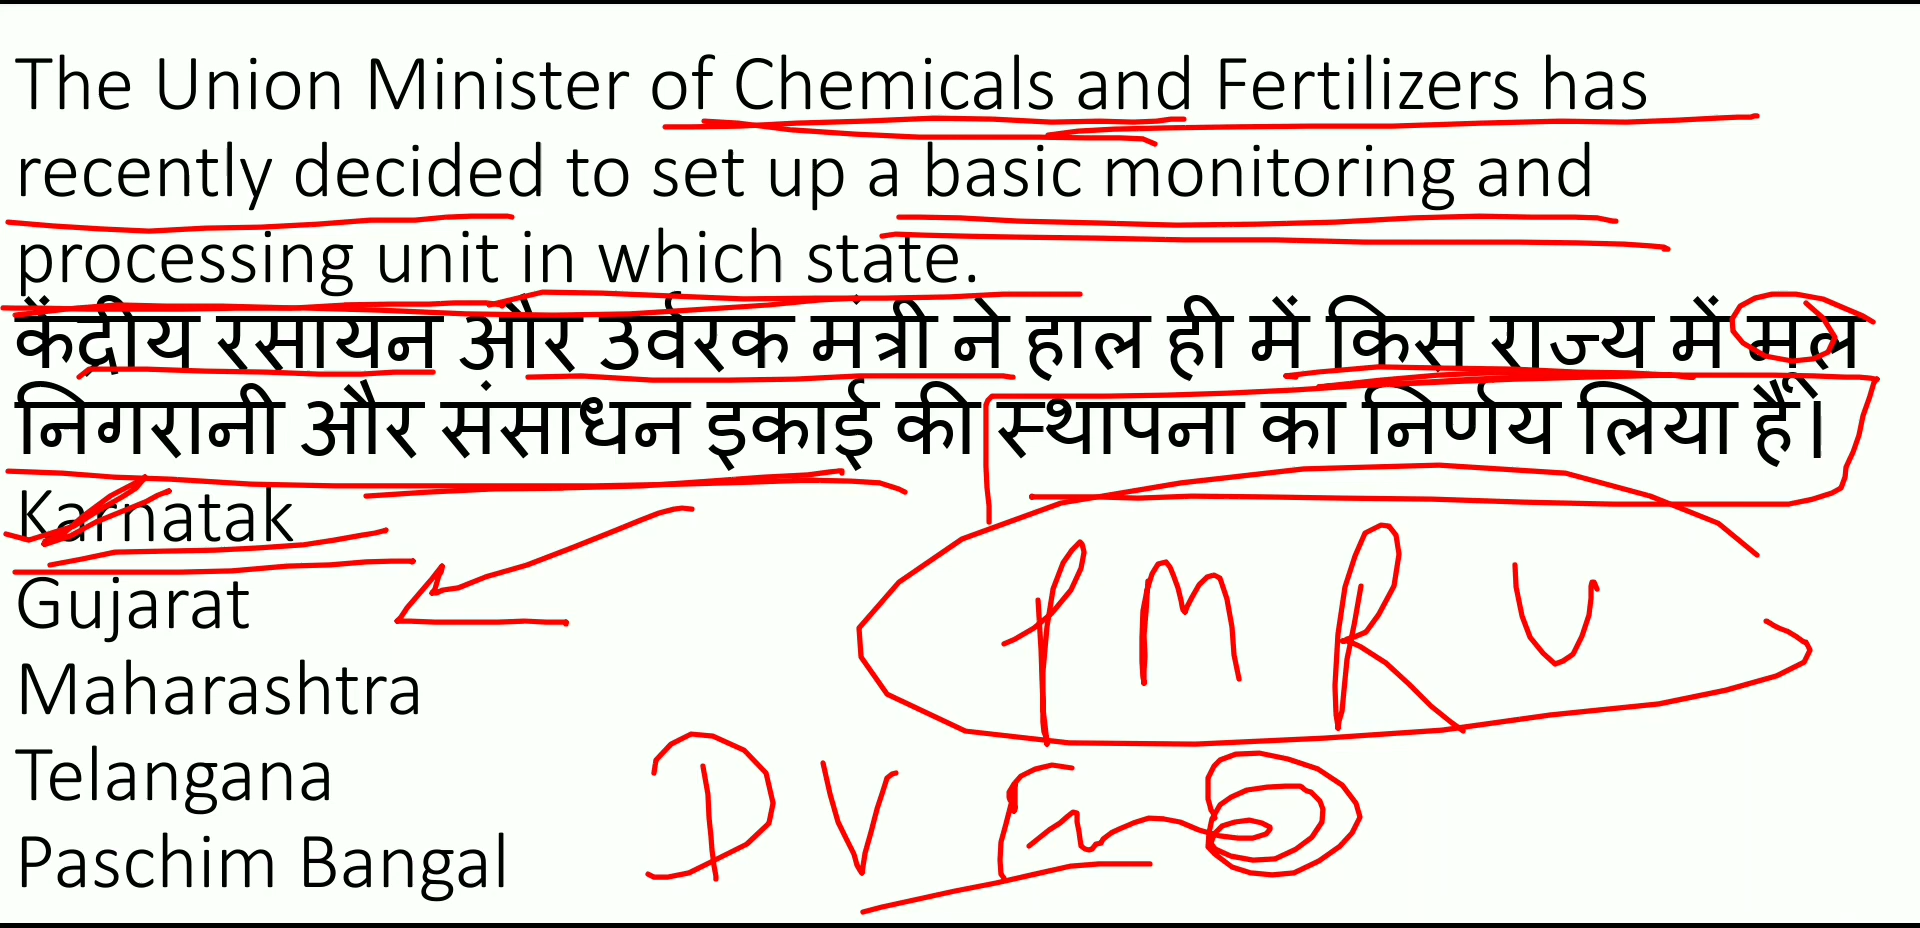 The Union Minister of Chemicals and Fertilizers has
recently decided to set up a basic monitoring and
processing unit in which state.
केंद्रीय रसायन और उर्वरक मंत्री ने हाल ही में किस राज्य में मूल
निगरानी और संसाधन इकाई की स्थापना का निर्णय लिया हैं।
Karnatak
Gujarat
PMRU
Maharashtra
Telangana
DV
Paschim Bangal